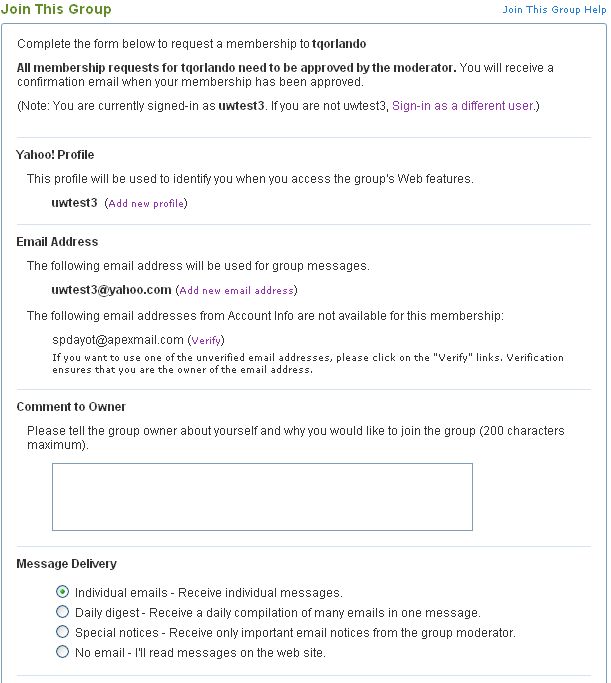 Join This Group
Join This Group Help
Complete the form below to request a membership to tqorlando
All membership requests for tqorlando need to be approved by the moderator. You will receive a
confirmation email when your membership has been approved.
(Note: You are currently signed-in as uwtest3. If you are not uwtest3, Sign-in as a different user.)
Yahoo! Profile
This profile will be used to identify you when you access the group's Web features.
uwtest3 (Add new profile)
Email Address
The following email address will be used for group messages.
uwtest3@yahoo.com (Add new email address)
The following email addresses from Account Info are not available for this membership:
spdayot@apexmail.com (Verify)
If you want to use one of the unverified email addresses, please click on the "Verify" links. Verification
ensures that you are the owner of the email address.
Comment to Owner
Please tell the group owner about yourself and why you would like to join the group (200 characters
maximum).
Message Delivery
Individual emails - Receive individual messages.
Daily digest - Receive a daily compilation of many emails in one message.
Special notices - Receive only important email notices from the group moderator.
No email - I'll read messages on the web site.